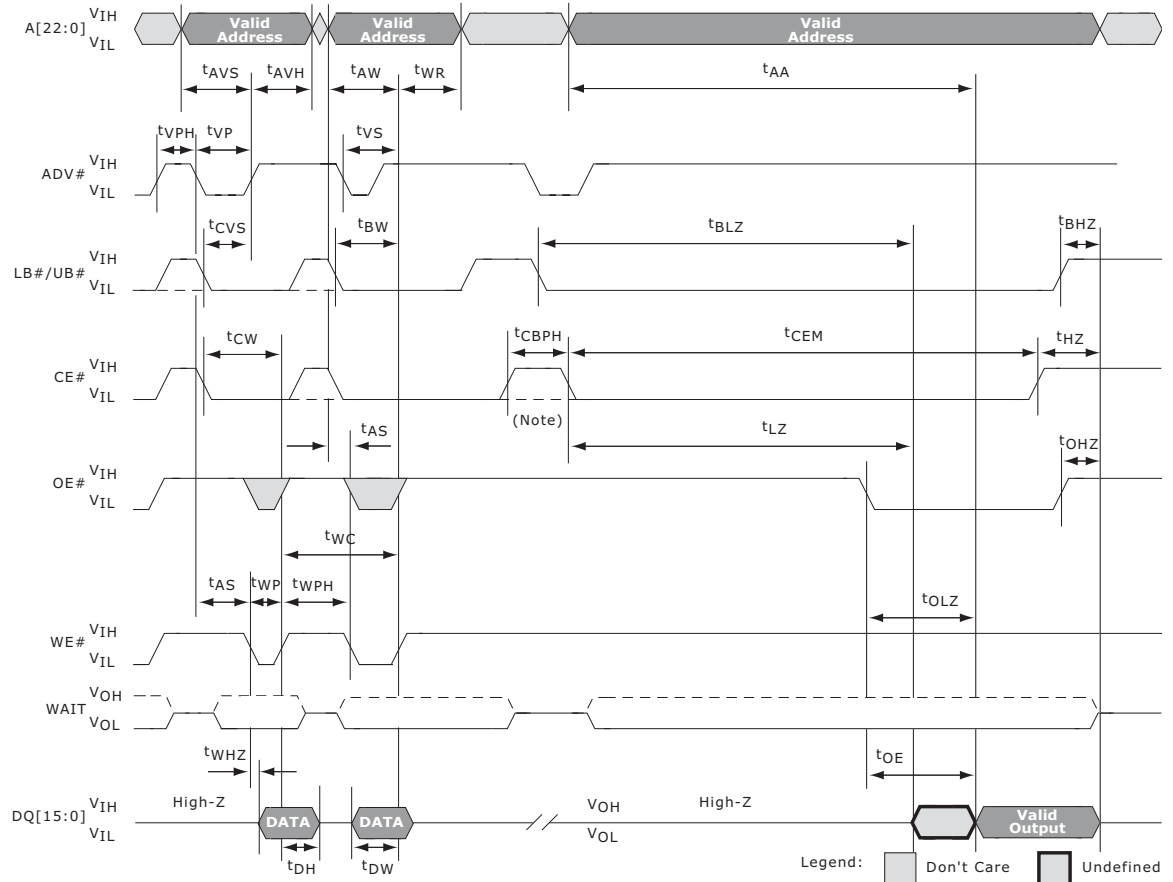 A[22:0] VIH VIL
Valid Address
Valid Address
Valid Address
tAVS tAVH tAW tWR tAA
tVPH tVP tVS
ADV# VIH VIL
tCVS tBW tBLZ tBHZ
LB#/UB# VIH VIL
tCW tCBPH tCEM tHZ
CE# VIH VIL
(Note)
tAS tLZ tOHZ
OE# VIH VIL
tWC
tAS tWP tWPH tOLZ
WE# VIH VIL
WAIT VOH VOL
tWHZ tOE
DQ[15:0] VIH VIL
High-Z DATA DATA VOH VOL High-Z Valid Output
tDH tDW
Legend: Don't Care Undefined